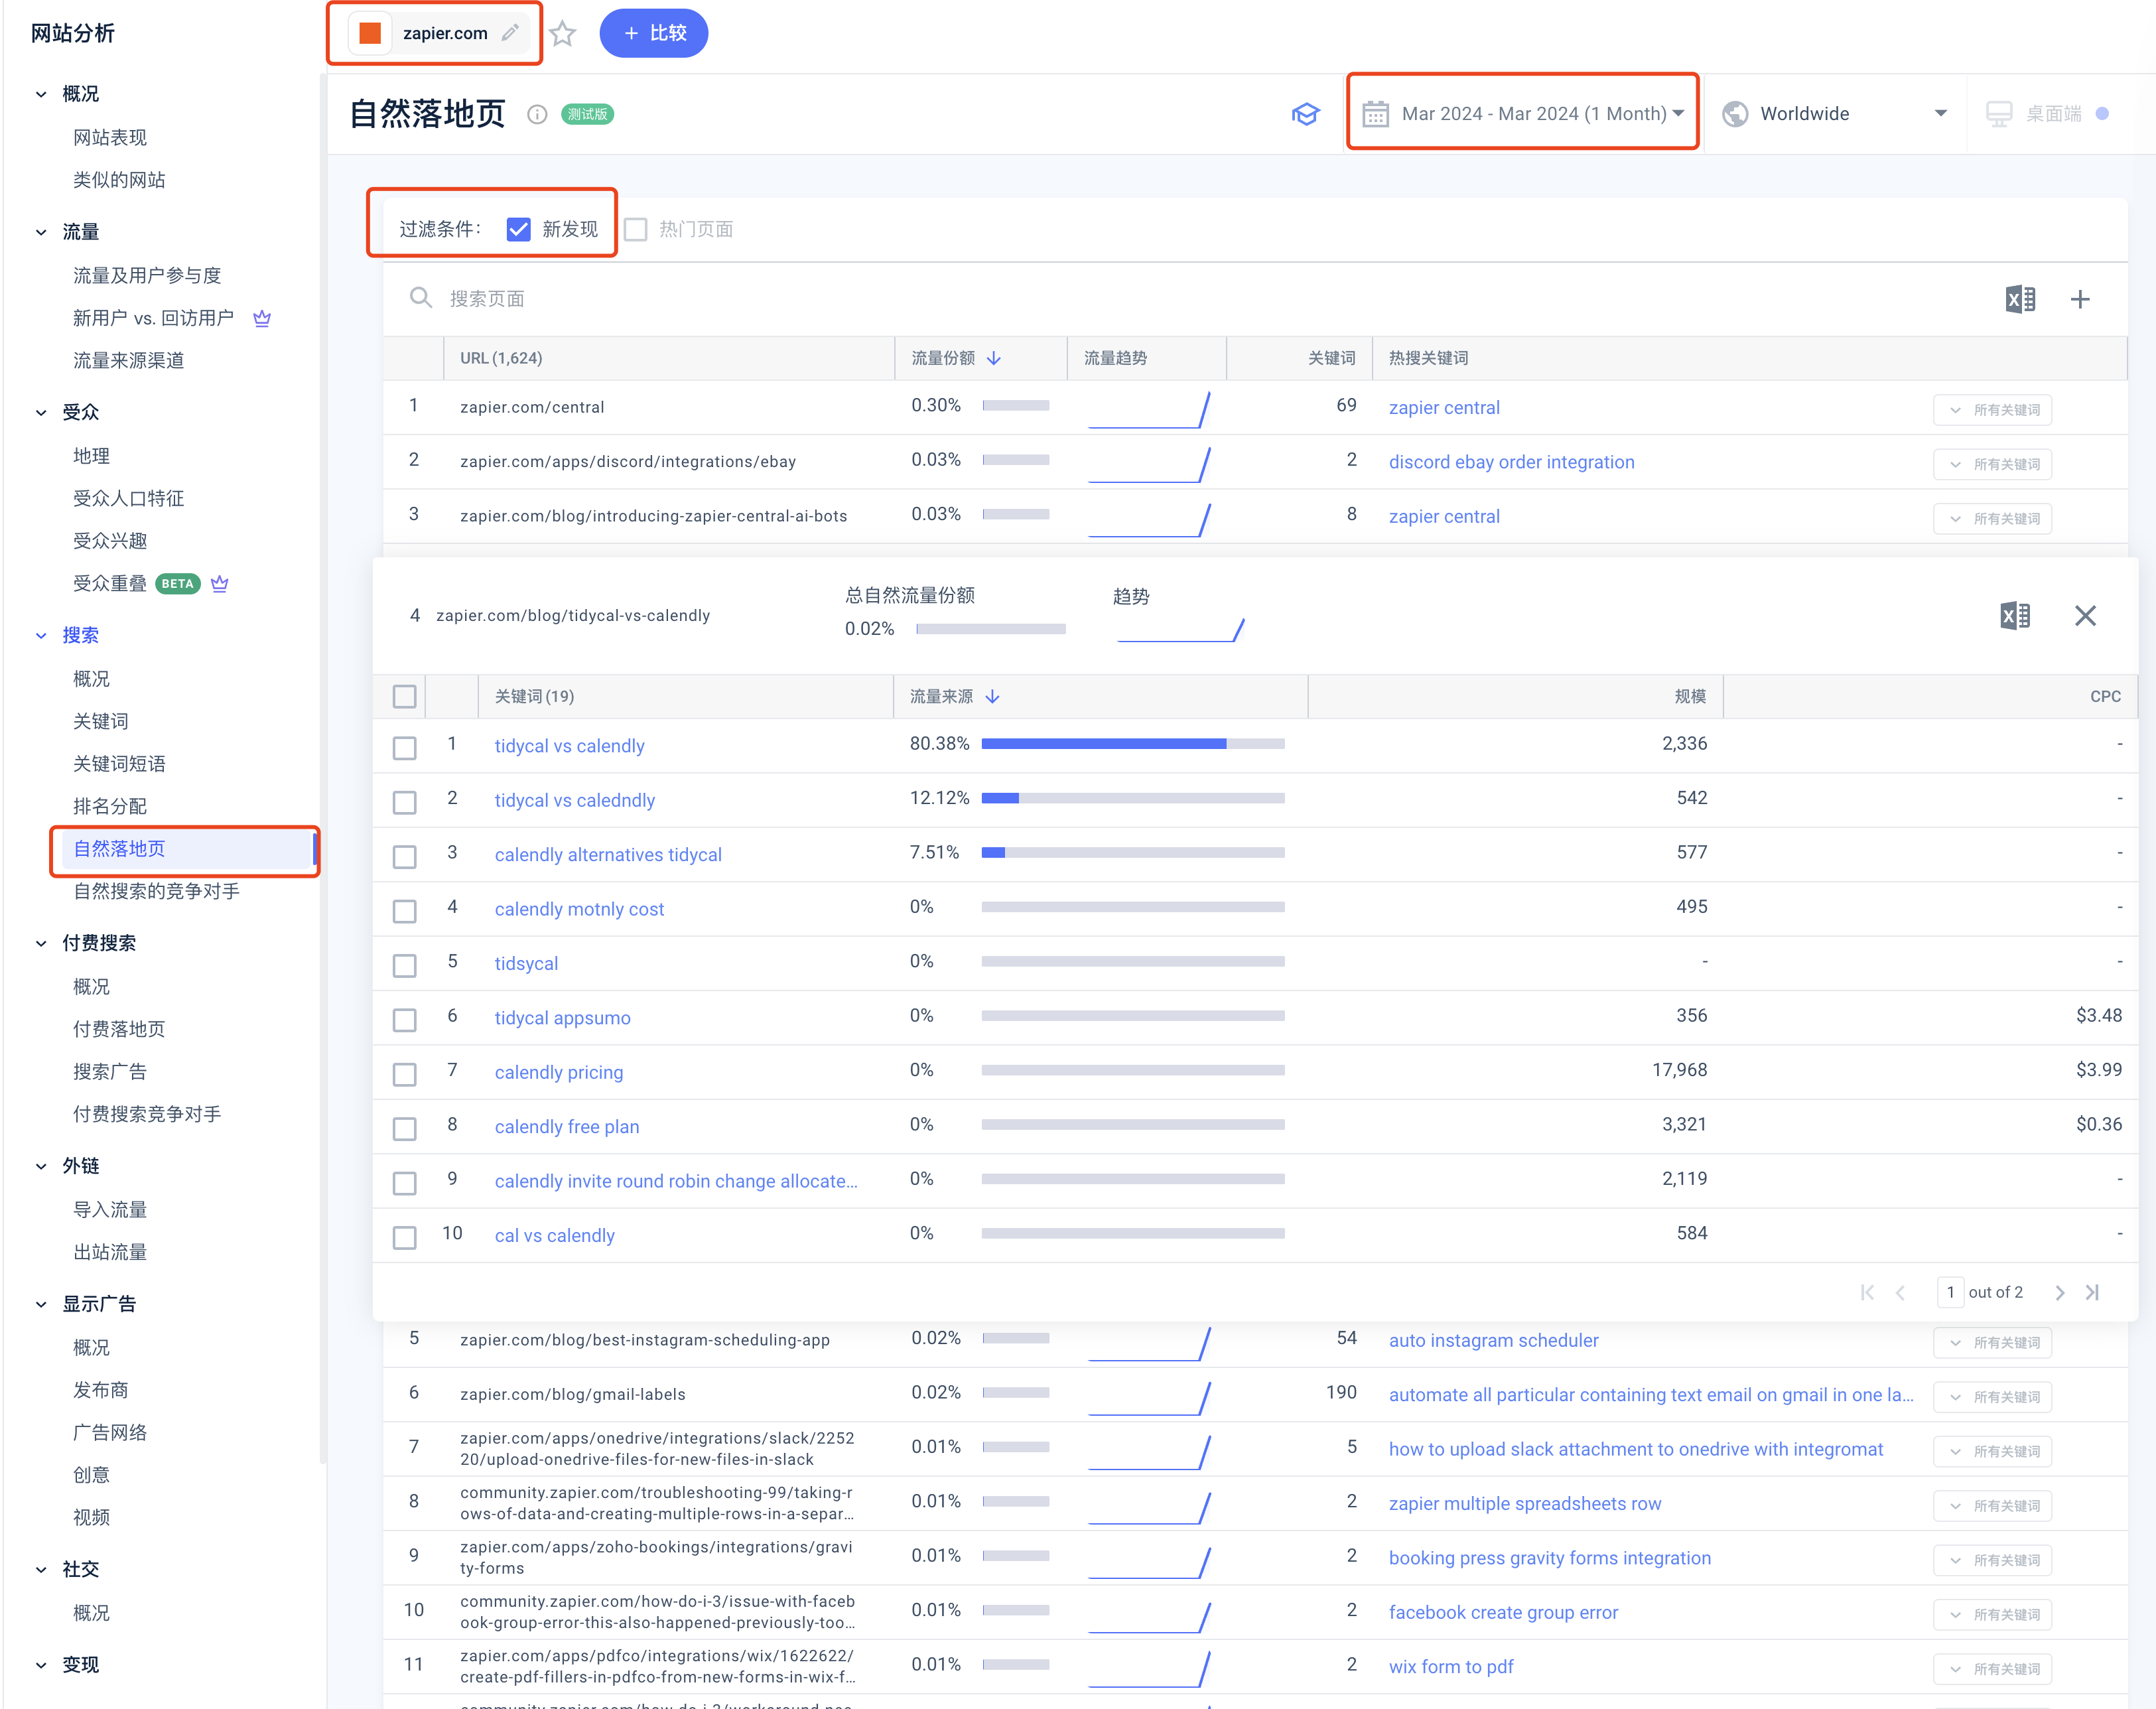 网站分析
zapier.com
+ 比较
概况
网站表现
类似的网站
流量
流量及用户参与度
新用户 vs. 回访用户
流量来源渠道
受众
地理
受众人口特征
受众兴趣
受众重叠 BETA
搜索
概况
关键词
关键词短语
排名分配
自然落地页
自然搜索的竞争对手
付费搜索
概况
付费落地页
搜索广告
付费搜索竞争对手
外链
导入流量
出站流量
显示广告
概况
发布商
广告网络
创意
视频
社交
概况
变现
自然落地页 测试版
Mar 2024 - Mar 2024 (1 Month)
Worldwide
桌面端
过滤条件: 新发现 热门页面
搜索页面
URL (1,624) 流量份额 流量趋势 关键词 热搜关键词
1 zapier.com/central 0.30% 69 zapier central 所有关键词
2 zapier.com/apps/discord/integrations/ebay 0.03% 2 discord ebay order integration 所有关键词
3 zapier.com/blog/introducing-zapier-central-ai-bots 0.03% 8 zapier central 所有关键词
总自然流量份额 趋势
4 zapier.com/blog/tidycal-vs-calendly
0.02%
关键词 (19) 流量来源 规模 CPC
1 tidycal vs calendly 80.38% 2,336 -
2 tidycal vs caledndly 12.12% 542 -
3 calendly alternatives tidycal 7.51% 577 -
4 calendly motnly cost 0% 495 -
5 tidsycal 0% - -
6 tidycal appsumo 0% 356 $3.48
7 calendly pricing 0% 17,968 $3.99
8 calendly free plan 0% 3,321 $0.36
9 calendly invite round robin change allocate... 0% 2,119 -
10 cal vs calendly 0% 584 -
1 out of 2
5 zapier.com/blog/best-instagram-scheduling-app 0.02% 54 auto instagram scheduler 所有关键词
6 zapier.com/blog/gmail-labels 0.02% 190 automate all particular containing text email on gmail in one la... 所有关键词
7 zapier.com/apps/onedrive/integrations/slack/2252
20/upload-onedrive-files-for-new-files-in-slack 0.01% 5 how to upload slack attachment to onedrive with integromat 所有关键词
8 community.zapier.com/troubleshooting-99/taking-r
ows-of-data-and-creating-multiple-rows-in-a-separ... 0.01% 2 zapier multiple spreadsheets row 所有关键词
9 zapier.com/apps/zoho-bookings/integrations/gravi
ty-forms 0.01% 2 booking press gravity forms integration 所有关键词
10 community.zapier.com/how-do-i-3/issue-with-faceb
ook-group-error-this-also-happened-previously-too... 0.01% 2 facebook create group error 所有关键词
11 zapier.com/apps/pdfco/integrations/wix/1622622/
create-pdf-fillers-in-pdfco-from-new-forms-in-wix-f... 0.01% 2 wix form to pdf 所有关键词